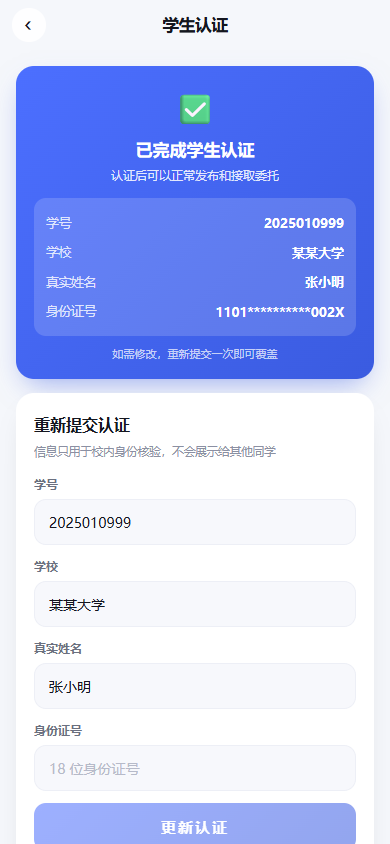 学生认证
已完成学生认证
认证后可以正常发布和接取委托
学号 2025010999
学校 某某大学
真实姓名 张小明
身份证号 1101**********002X
如需修改，重新提交一次即可覆盖
重新提交认证
信息只用于校内身份核验，不会展示给其他同学
学号
2025010999
学校
某某大学
真实姓名
张小明
身份证号
18 位身份证号
更新认证